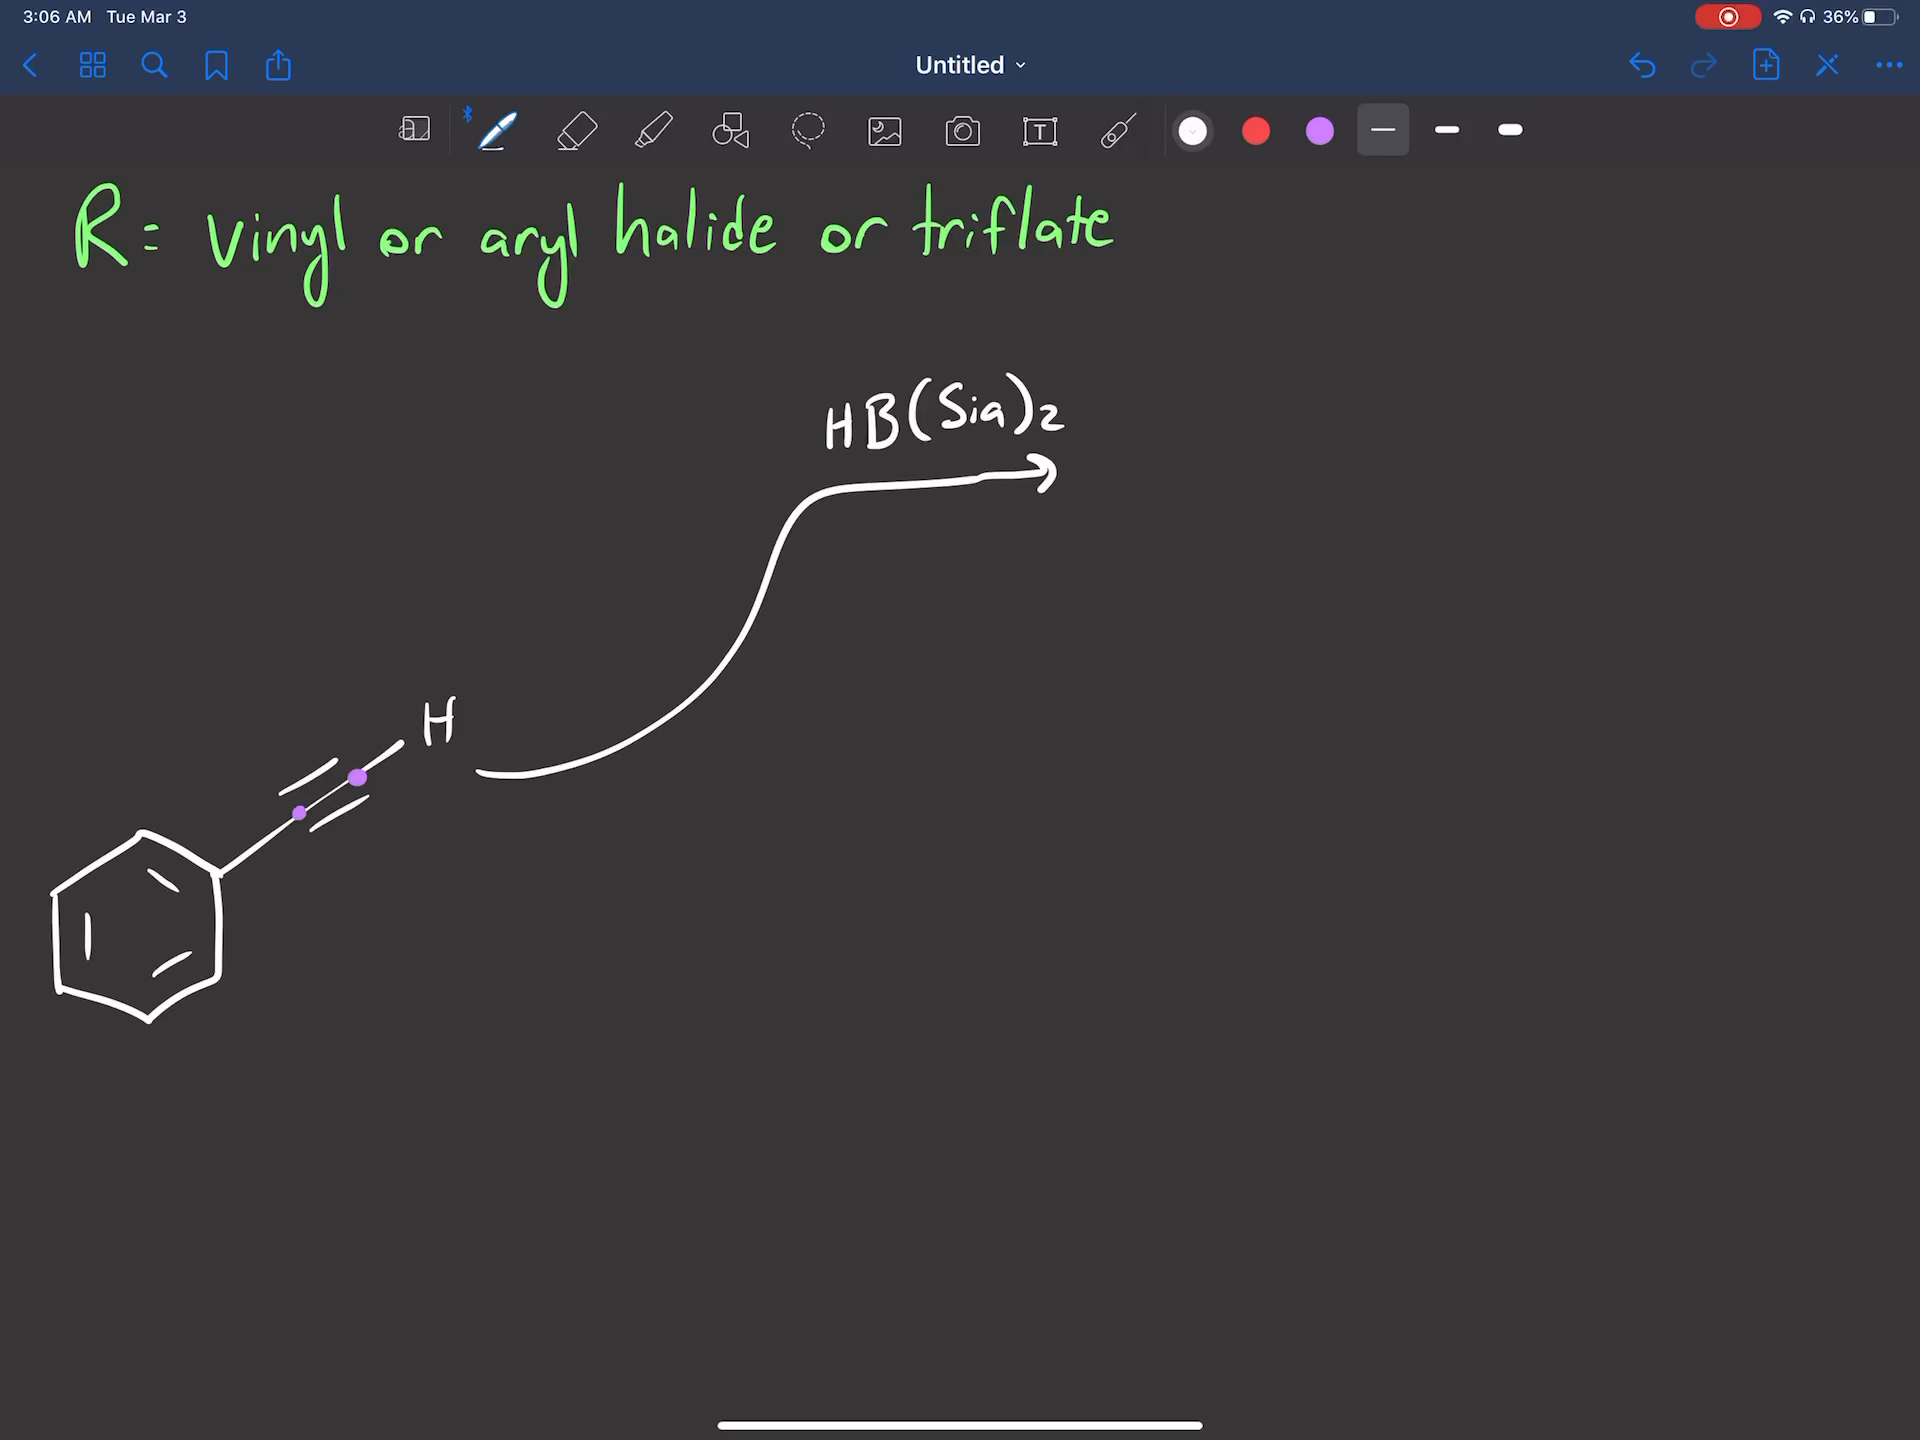 3:06 AM Tue Mar 3
36%
Untitled
T
R = vinyl or aryl halide or triflate
HB(Sia)2
H